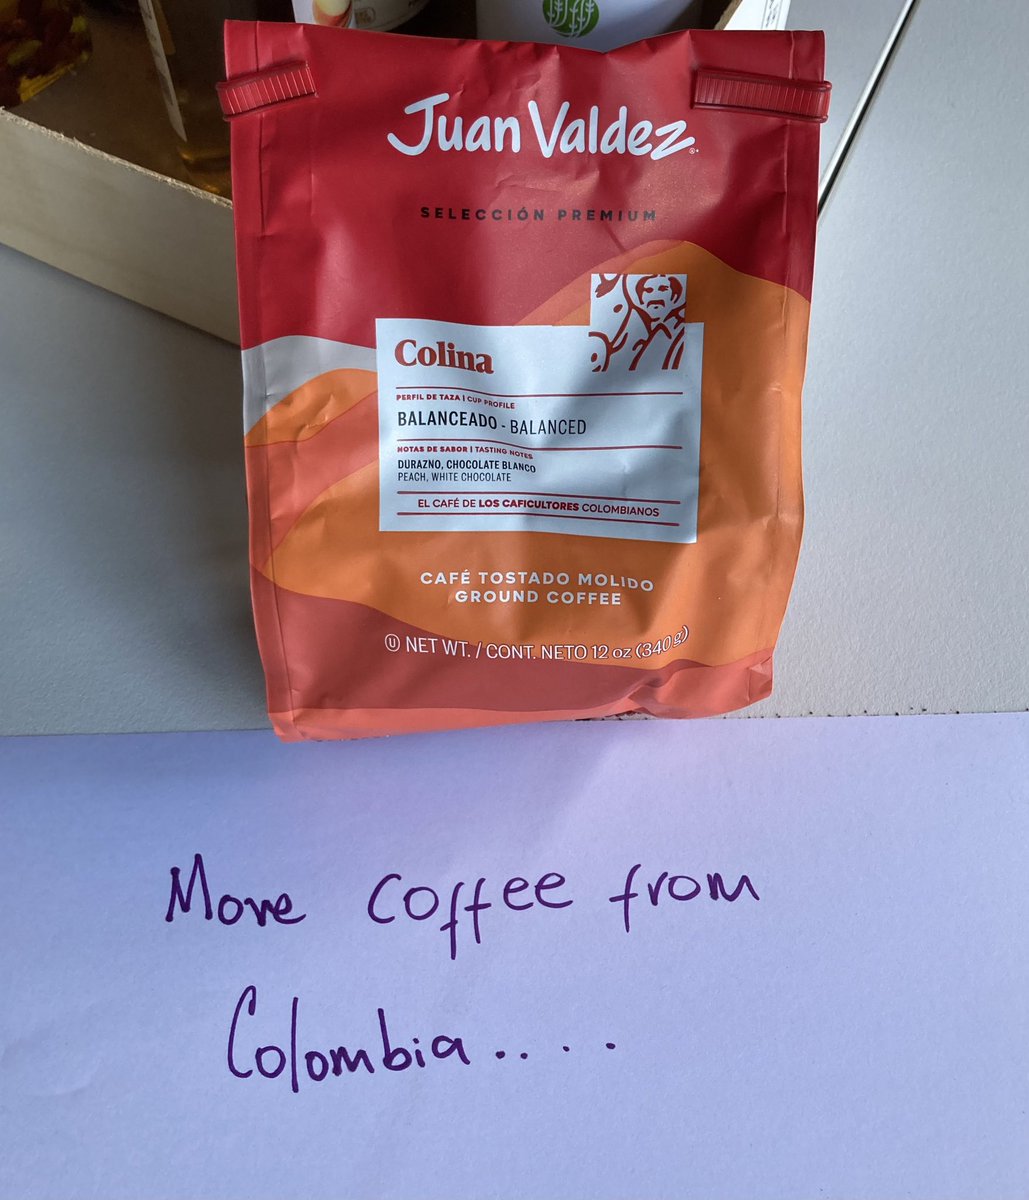 Juan Valdez®
SELECCIÓN PREMIUM
Colina
PERFIL DE TAZA | CUP PROFILE
BALANCEADO - BALANCED
NOTAS DE SABOR | TASTING NOTES
DURAZNO, CHOCOLATE BLANCO
PEACH, WHITE CHOCOLATE
EL CAFÉ DE LOS CAFICULTORES COLOMBIANOS
CAFÉ TOSTADO MOLIDO
GROUND COFFEE
Ⓤ NET WT. / CONT. NETO 12 oz (340 g)
More coffee from
Colombia....